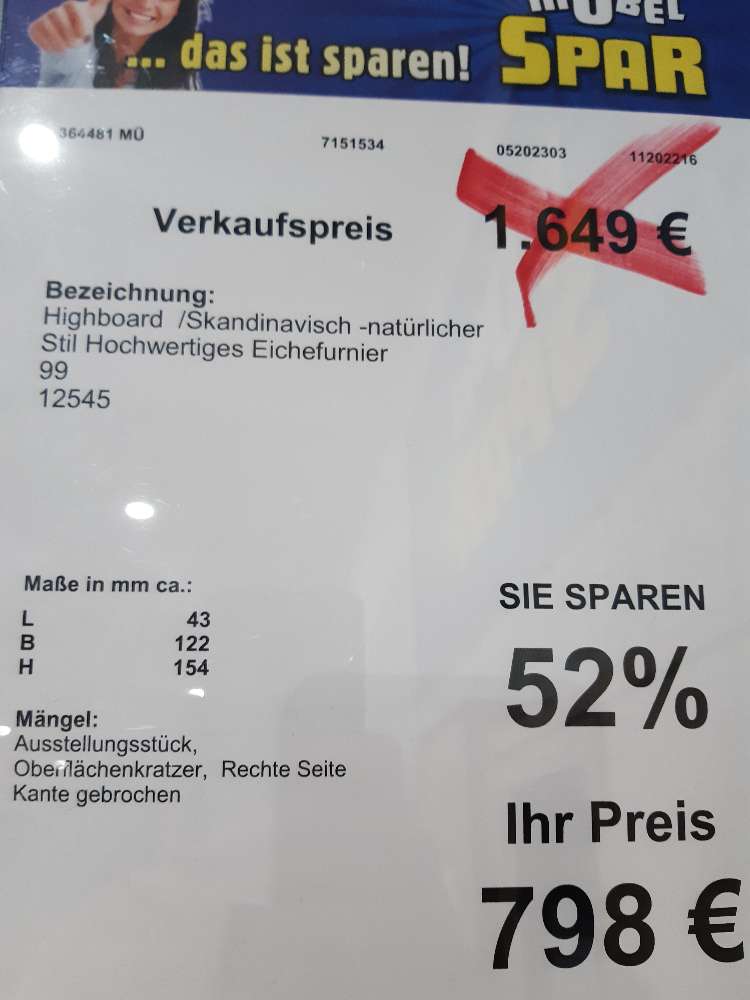 MÖBEL
... das ist sparen! SPAR
364481 MÜ 7151534 05202303 11202216
Verkaufspreis 1.649 €
Bezeichnung:
Highboard /Skandinavisch -natürlicher
Stil Hochwertiges Eichefurnier
99
12545
Maße in mm ca.:
L 43
B 122
H 154
SIE SPAREN
52%
Mängel:
Ausstellungsstück,
Oberflächenkratzer, Rechte Seite
Kante gebrochen
Ihr Preis
798 €